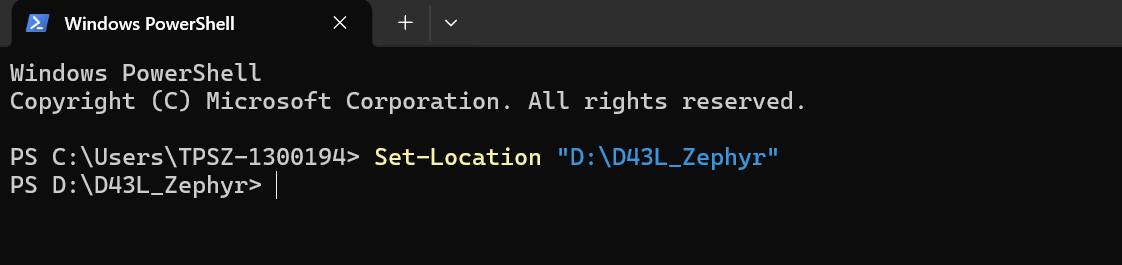 Windows PowerShell
Windows PowerShell
Copyright (C) Microsoft Corporation. All rights reserved.
PS C:\Users\TPSZ-1300194> Set-Location "D:\D43L_Zephyr"
PS D:\D43L_Zephyr>